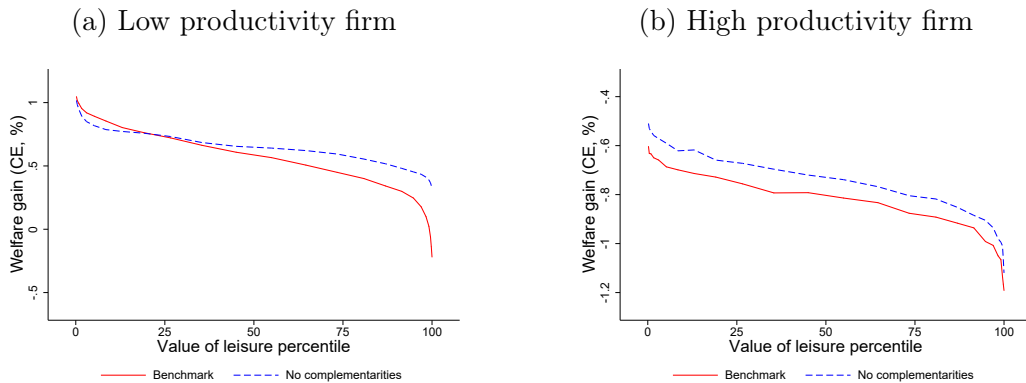 (a) Low productivity firm
Welfare gain (CE, %)
1
.5
0
-.5
0 25 50 75 100
Value of leisure percentile
Benchmark No complementarities
(b) High productivity firm
Welfare gain (CE, %)
-.4
-.6
-.8
-1
-1.2
0 25 50 75 100
Value of leisure percentile
Benchmark No complementarities